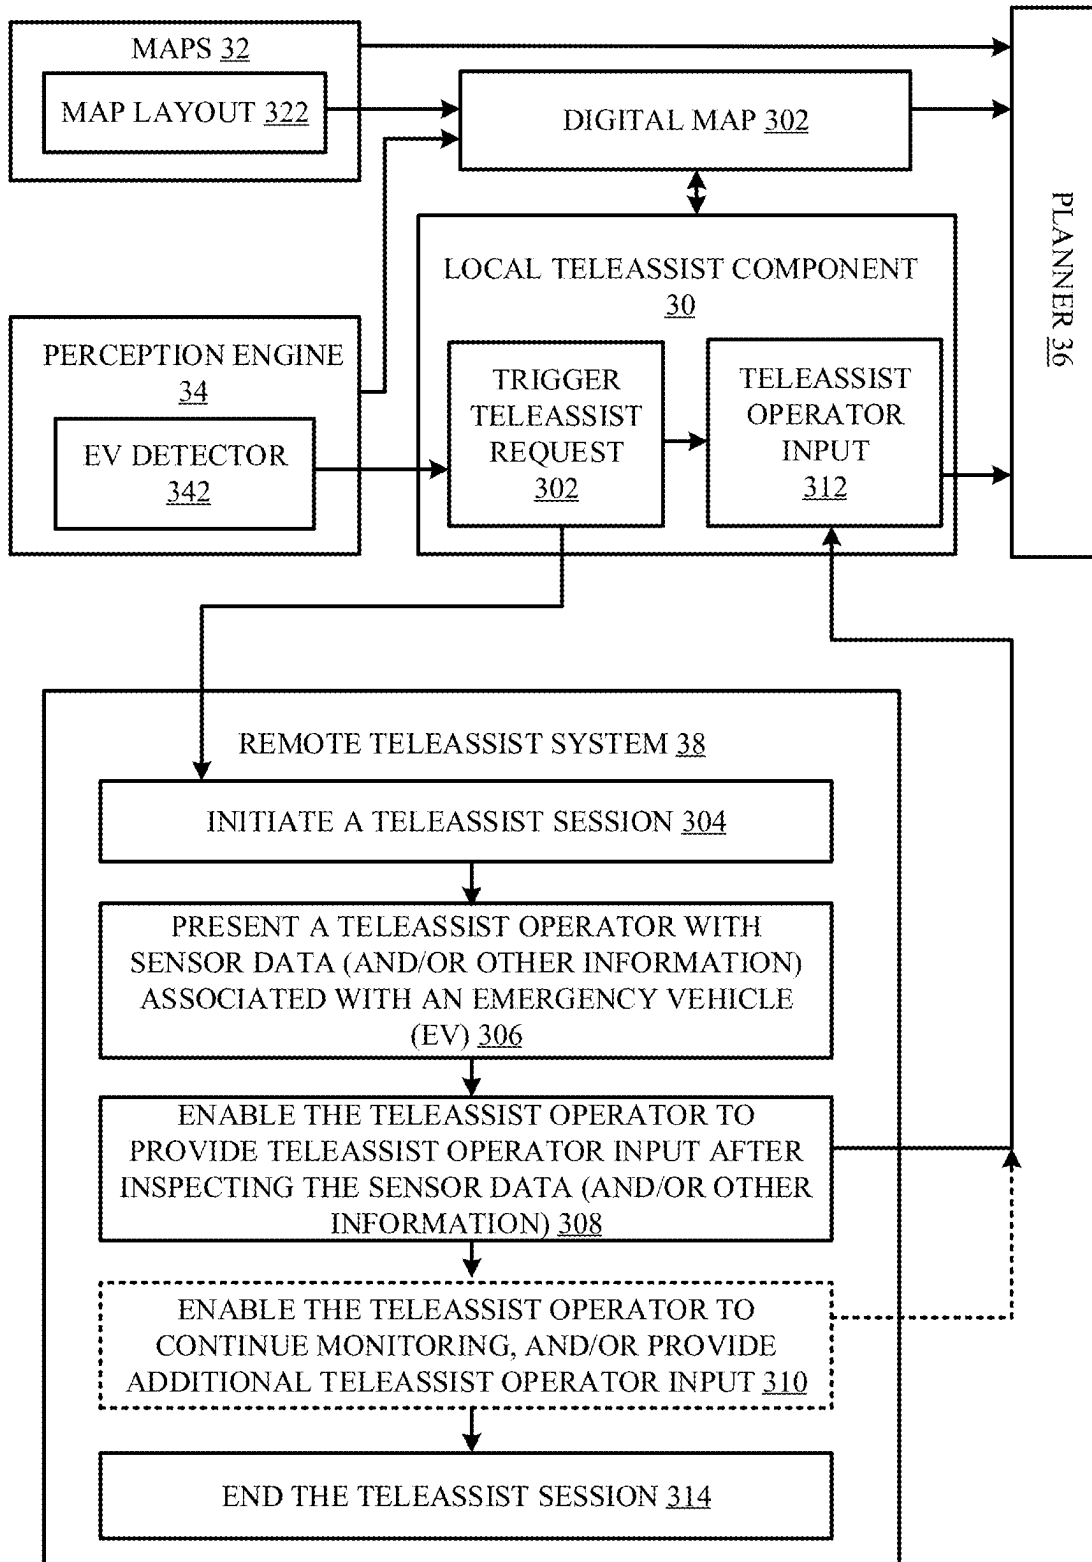 MAPS 32
MAP LAYOUT 322
DIGITAL MAP 302
PLANNER 36
LOCAL TELEASSIST COMPONENT
30
PERCEPTION ENGINE
34
EV DETECTOR
342
TRIGGER
TELEASSIST
REQUEST
302
TELEASSIST
OPERATOR
INPUT
312
REMOTE TELEASSIST SYSTEM 38
INITIATE A TELEASSIST SESSION 304
PRESENT A TELEASSIST OPERATOR WITH
SENSOR DATA (AND/OR OTHER INFORMATION)
ASSOCIATED WITH AN EMERGENCY VEHICLE
(EV) 306
ENABLE THE TELEASSIST OPERATOR TO
PROVIDE TELEASSIST OPERATOR INPUT AFTER
INSPECTING THE SENSOR DATA (AND/OR OTHER
INFORMATION) 308
ENABLE THE TELEASSIST OPERATOR TO
CONTINUE MONITORING, AND/OR PROVIDE
ADDITIONAL TELEASSIST OPERATOR INPUT 310
END THE TELEASSIST SESSION 314